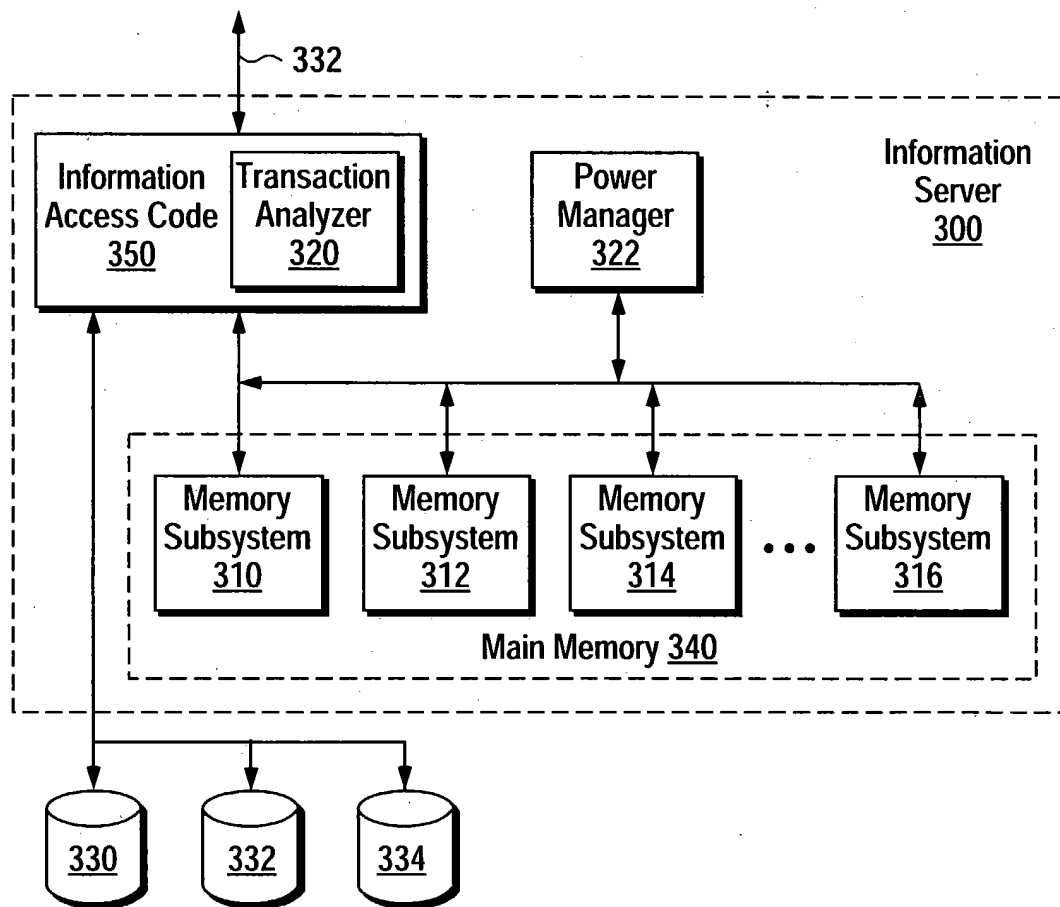 332
Information
Access Code
350
Transaction
Analyzer
320
Power
Manager
322
Information
Server
300
Memory
Subsystem
310
Memory
Subsystem
312
Memory
Subsystem
314
Memory
Subsystem
316
Main Memory 340
330
332
334